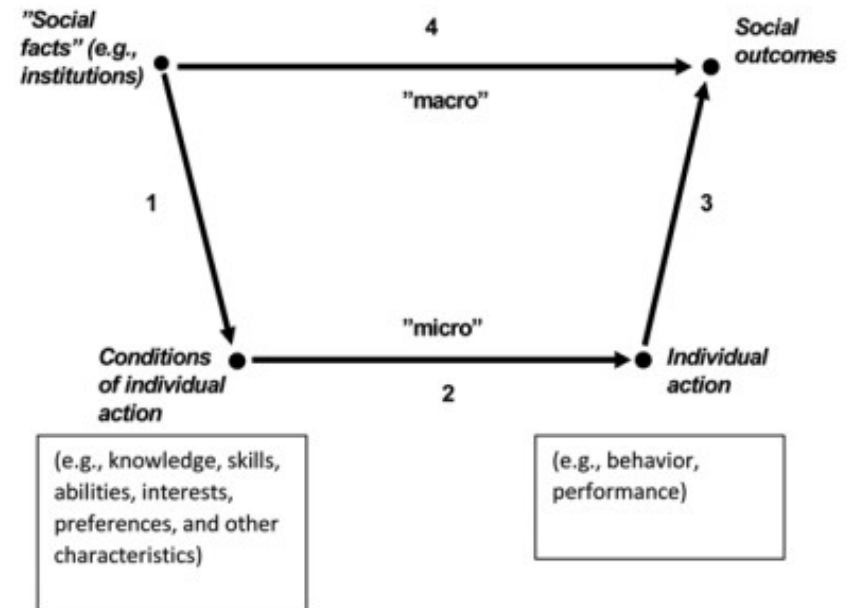 ”Social
facts” (e.g.,
institutions)
4
Social
outcomes
”macro”
1
3
”micro”
Conditions
of individual
action
2
Individual
action
(e.g., knowledge, skills,
abilities, interests,
preferences, and other
characteristics)
(e.g., behavior,
performance)